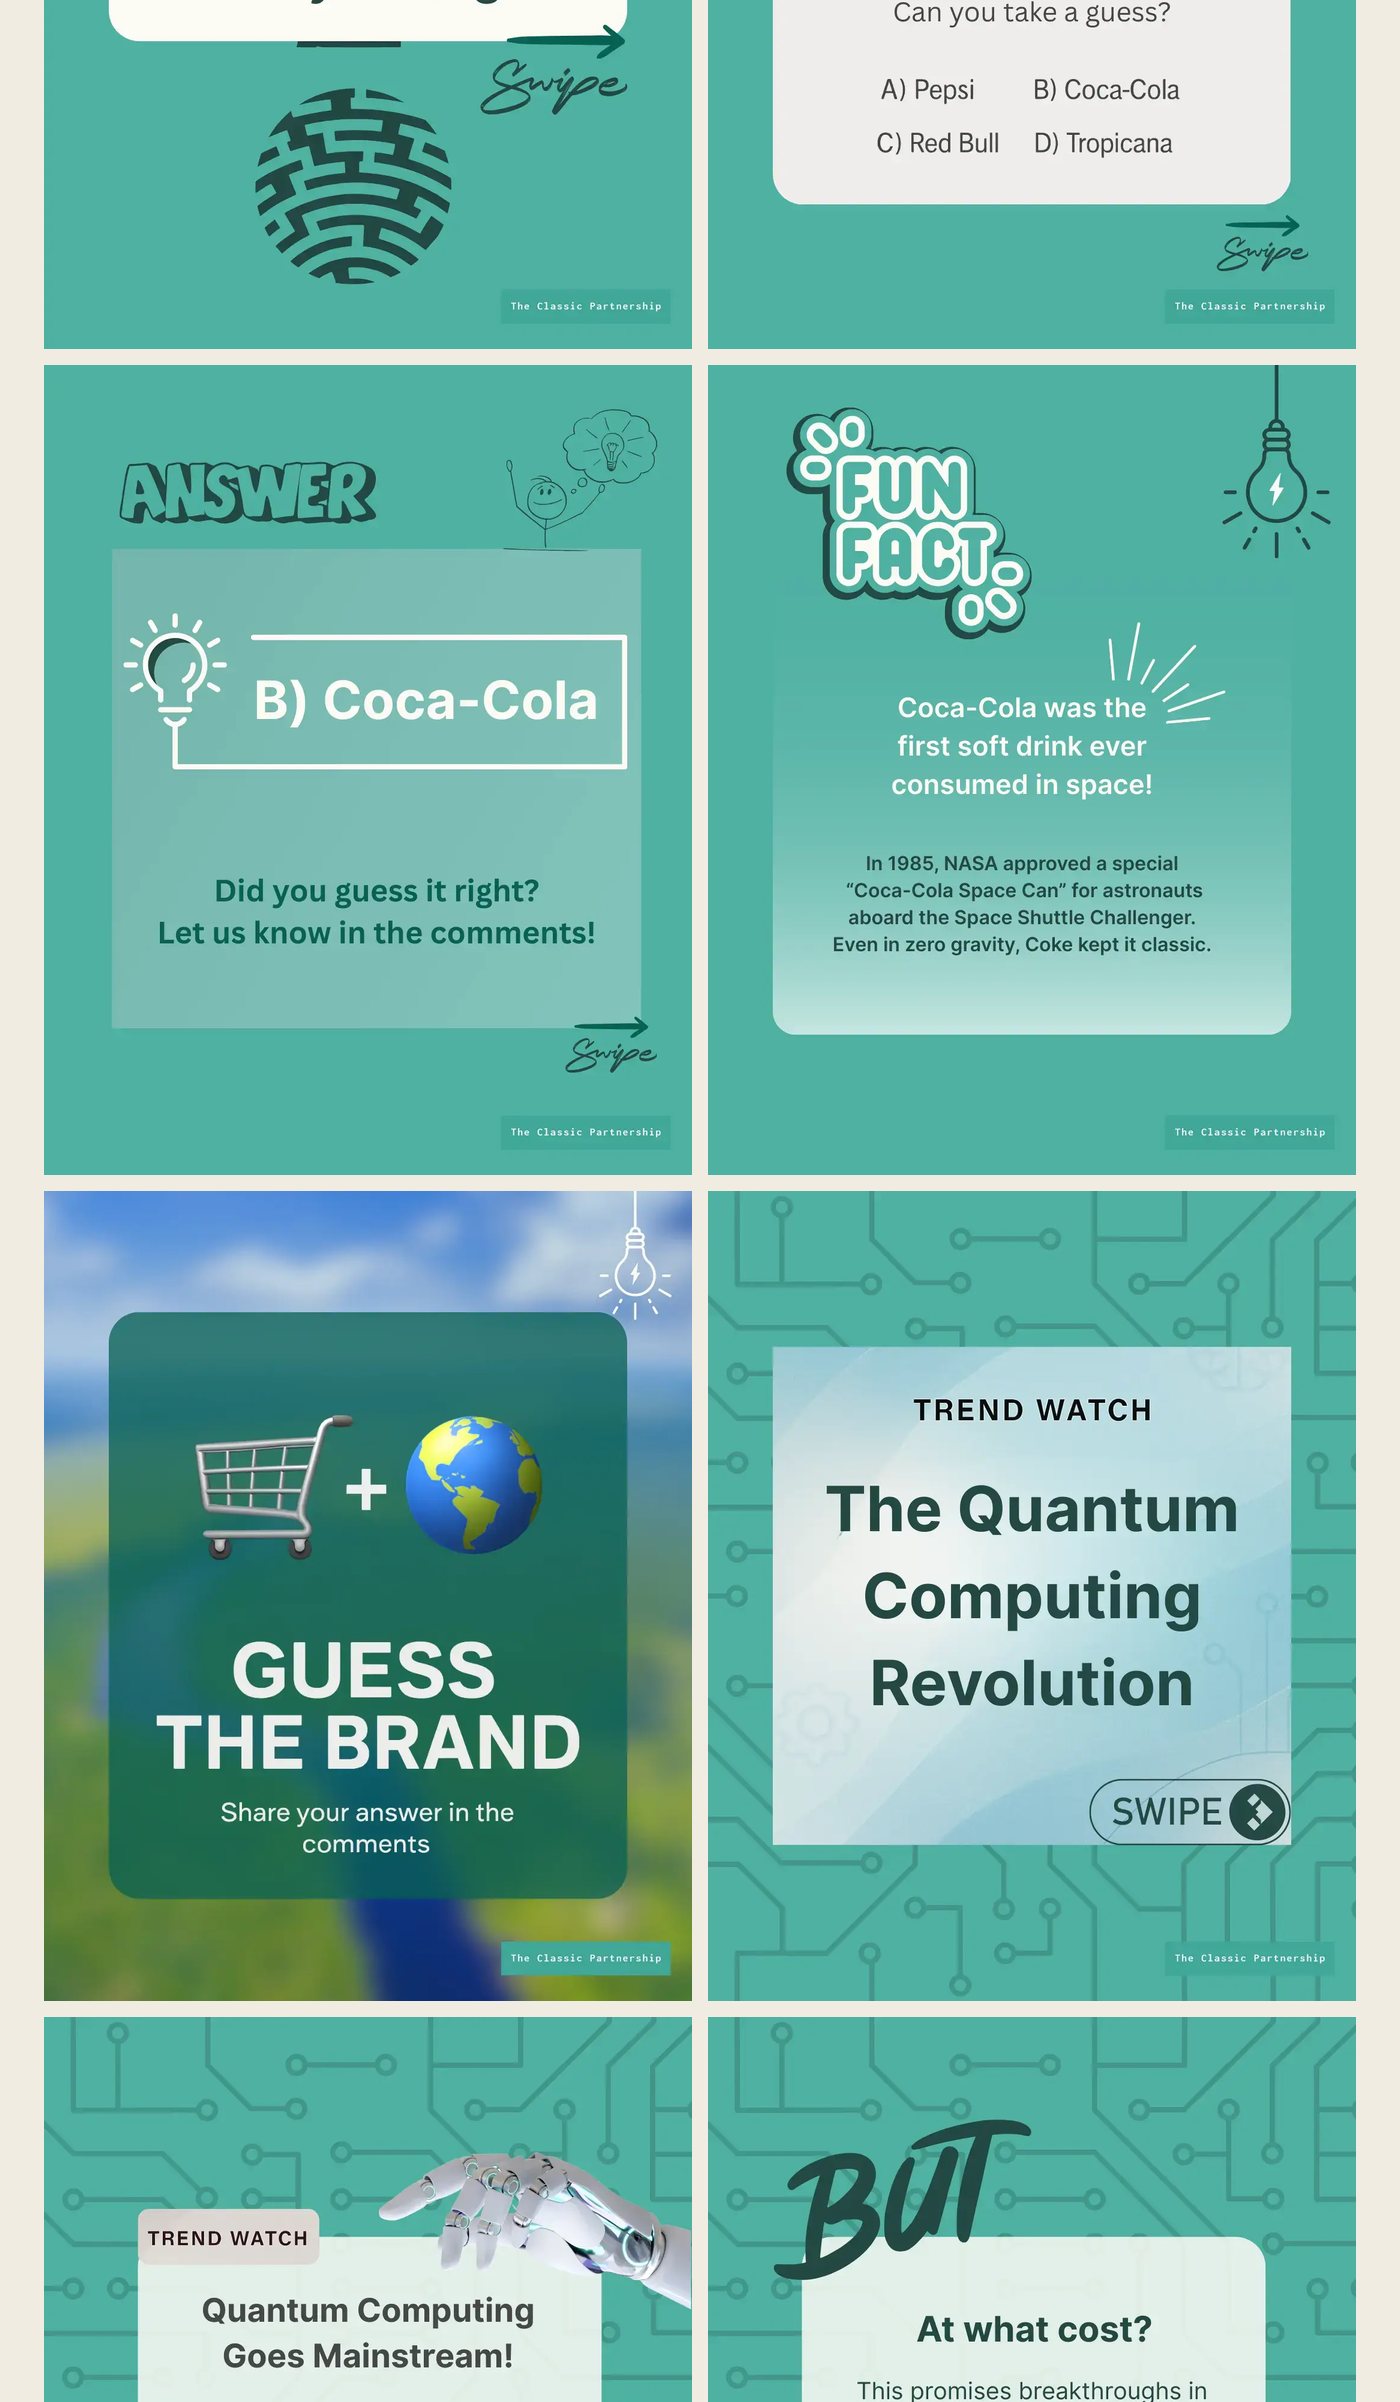 Swipe
The Classic Partnership
Can you take a guess?
A) Pepsi B) Coca-Cola
C) Red Bull D) Tropicana
Swipe
The Classic Partnership
ANSWER
B) Coca-Cola
Did you guess it right?
Let us know in the comments!
Swipe
The Classic Partnership
FUN
FACT
Coca-Cola was the
first soft drink ever
consumed in space!
In 1985, NASA approved a special
“Coca-Cola Space Can” for astronauts
aboard the Space Shuttle Challenger.
Even in zero gravity, Coke kept it classic.
The Classic Partnership
GUESS
THE BRAND
Share your answer in the
comments
The Classic Partnership
TREND WATCH
The Quantum
Computing
Revolution
SWIPE
The Classic Partnership
TREND WATCH
Quantum Computing
Goes Mainstream!
BUT
At what cost?
This promises breakthroughs in